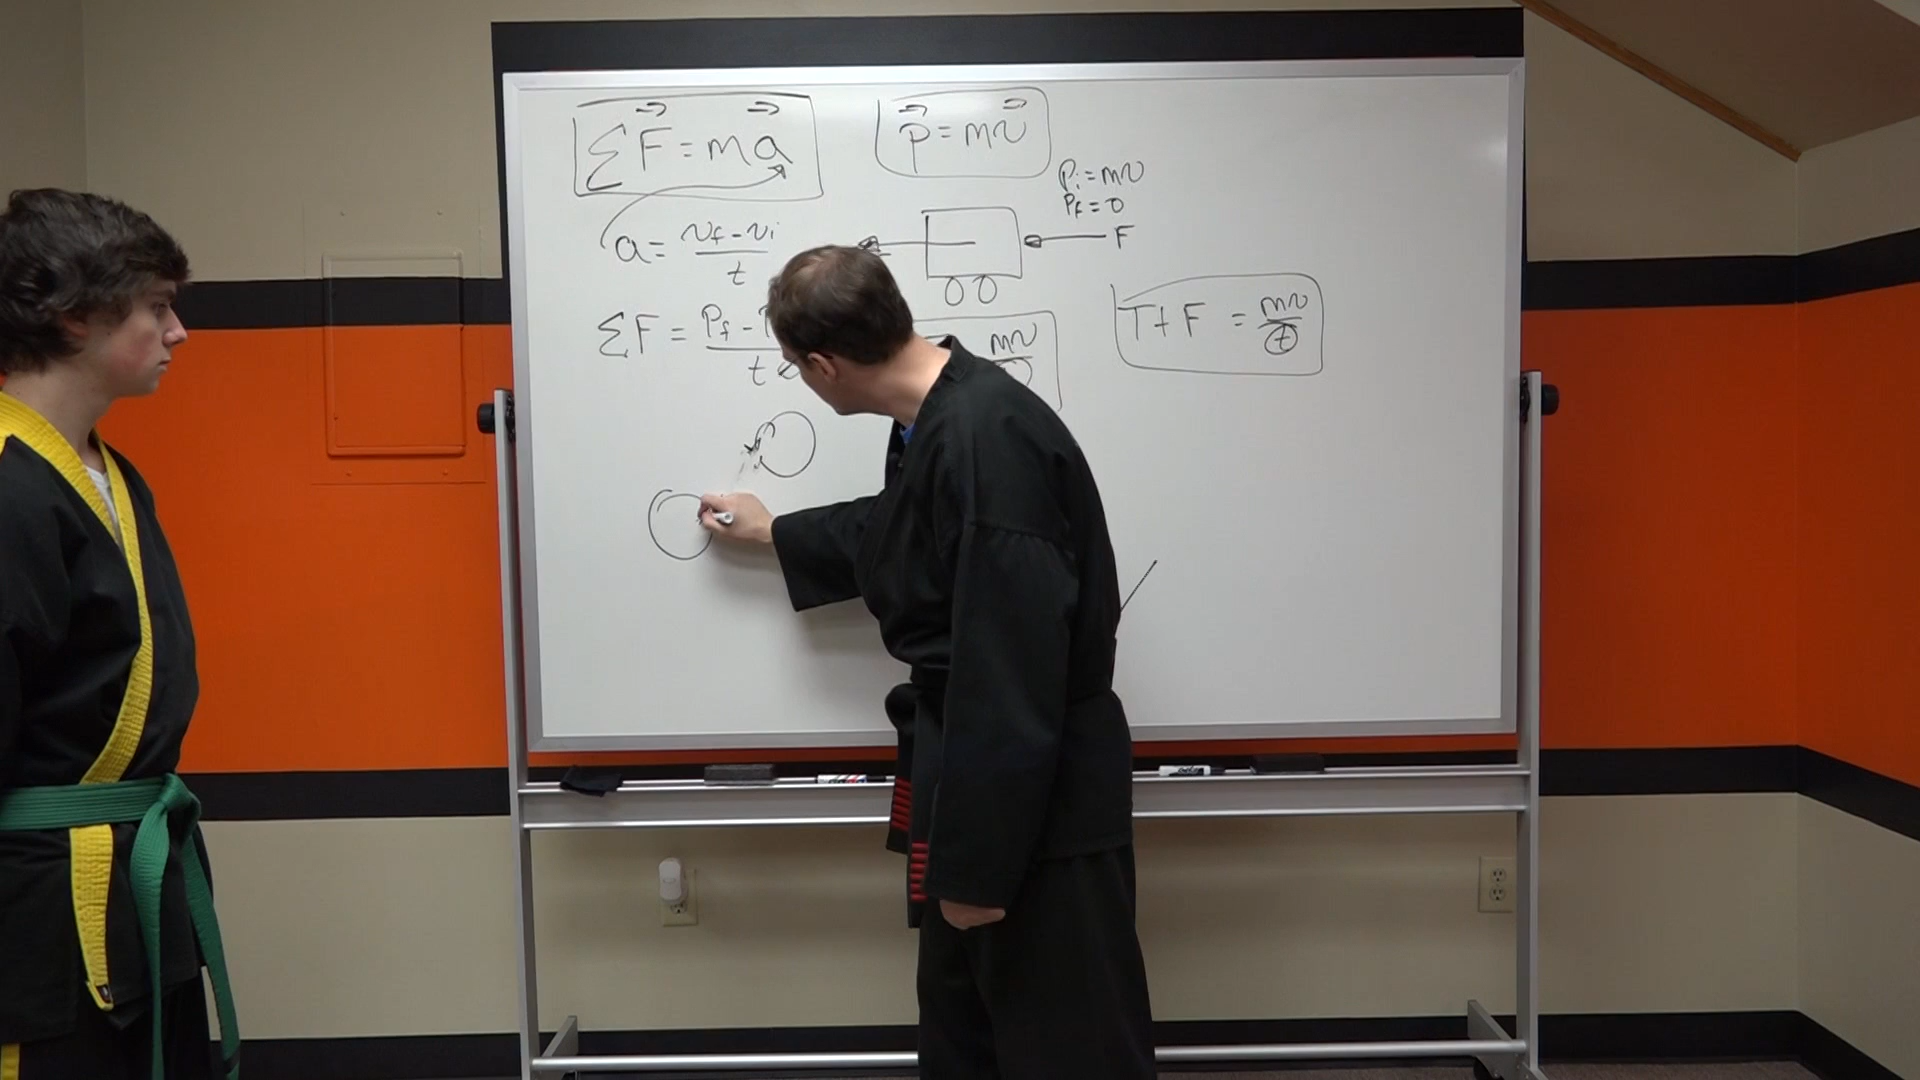 ΣF⃗ = ma⃗
p⃗ = mv⃗
Pi = mv
Pf = 0
a = vf - vi / t
F
ΣF = Pf - / t
mv
T + F = mv / t